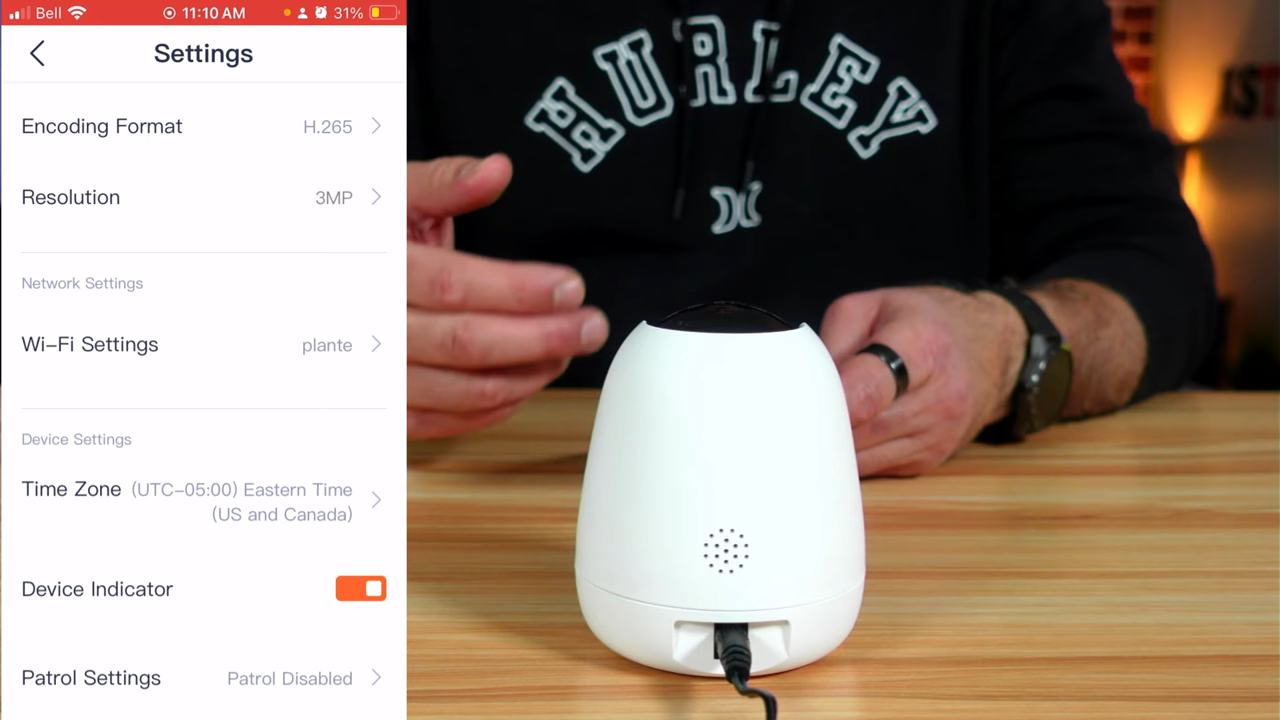 Bell 11:10 AM 31%
Settings
Encoding Format H.265
Resolution 3MP
Network Settings
Wi-Fi Settings plante
Device Settings
Time Zone (UTC-05:00) Eastern Time
(US and Canada)
Device Indicator
Patrol Settings Patrol Disabled
HURLEY